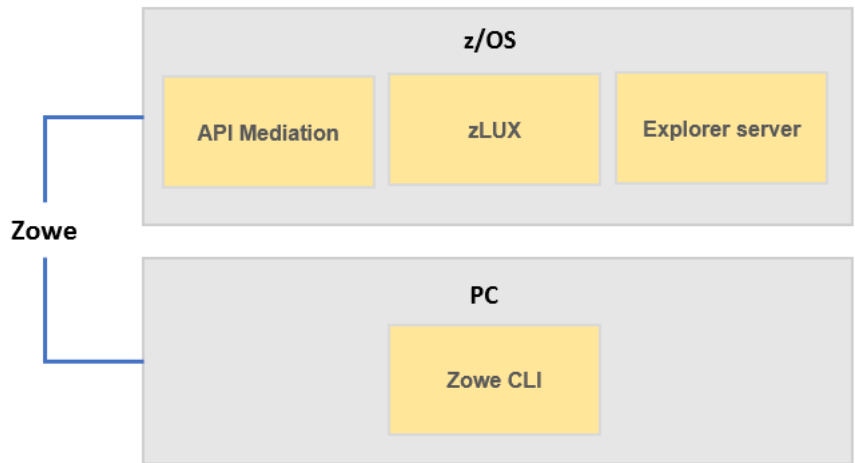 z/OS
API Mediation
zLUX
Explorer server
Zowe
PC
Zowe CLI